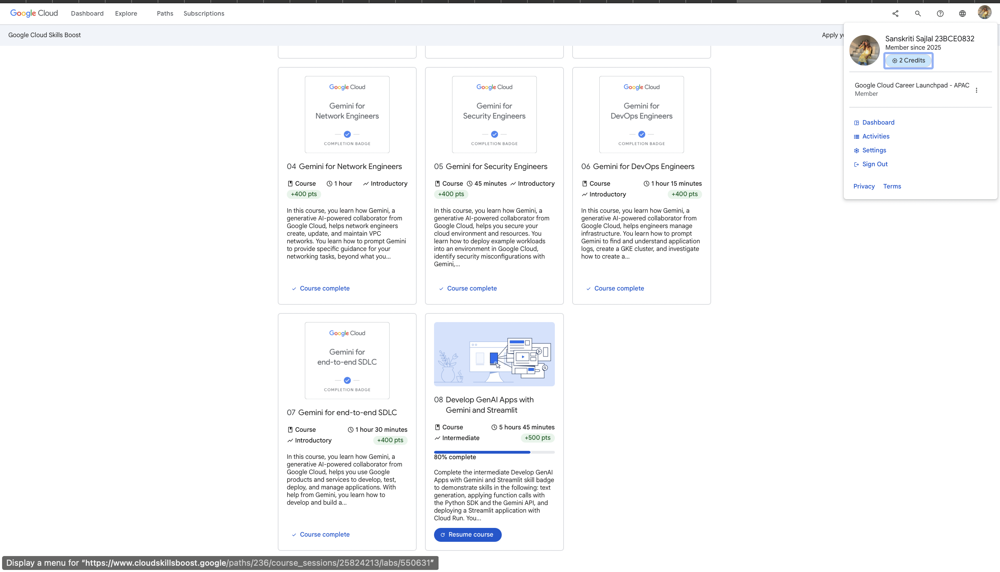 Google Cloud Dashboard Explore Paths Subscriptions
Google Cloud Skills Boost
Apply yo
Sanskriti Sajlal 23BCE0832
Member since 2025
2 Credits
Google Cloud Career Launchpad - APAC
Member
Dashboard
Activities
Settings
Sign Out
Privacy Terms
Google Cloud
Gemini for
Network Engineers
COMPLETION BADGE
04 Gemini for Network Engineers
Course 1 hour Introductory
+400 pts
In this course, you learn how Gemini, a
generative AI-powered collaborator from
Google Cloud, helps network engineers
create, update, and maintain VPC
networks. You learn how to prompt Gemini
to provide specific guidance for your
networking tasks, beyond what you...
Course complete
Google Cloud
Gemini for
Security Engineers
COMPLETION BADGE
05 Gemini for Security Engineers
Course 45 minutes Introductory
+400 pts
In this course, you learn how Gemini, a
generative AI-powered collaborator from
Google Cloud, helps you secure your
cloud environment and resources. You
learn how to deploy example workloads
into an environment in Google Cloud,
identify security misconfigurations with
Gemini,...
Course complete
Google Cloud
Gemini for
DevOps Engineers
COMPLETION BADGE
06 Gemini for DevOps Engineers
Course 1 hour 15 minutes
Introductory +400 pts
In this course, you learn how Gemini, a
generative AI-powered collaborator from
Google Cloud, helps engineers manage
infrastructure. You learn how to prompt
Gemini to find and understand application
logs, create a GKE cluster, and investigate
how to create a...
Course complete
Google Cloud
Gemini for
end-to-end SDLC
COMPLETION BADGE
07 Gemini for end-to-end SDLC
Course 1 hour 30 minutes
Introductory +400 pts
In this course, you learn how Gemini, a
generative AI-powered collaborator from
Google Cloud, helps you use Google
products and services to develop, test,
deploy, and manage applications. With
help from Gemini, you learn how to
develop and build a...
Course complete
08 Develop GenAI Apps with
Gemini and Streamlit
Course 5 hours 45 minutes
Intermediate +500 pts
80% complete
Complete the intermediate Develop GenAI
Apps with Gemini and Streamlit skill badge
to demonstrate skills in the following: text
generation, applying function calls with
the Python SDK and the Gemini API, and
deploying a Streamlit application with
Cloud Run. You...
Resume course
Display a menu for “https://www.cloudskillsboost.google/paths/236/course_sessions/25824213/labs/550631”